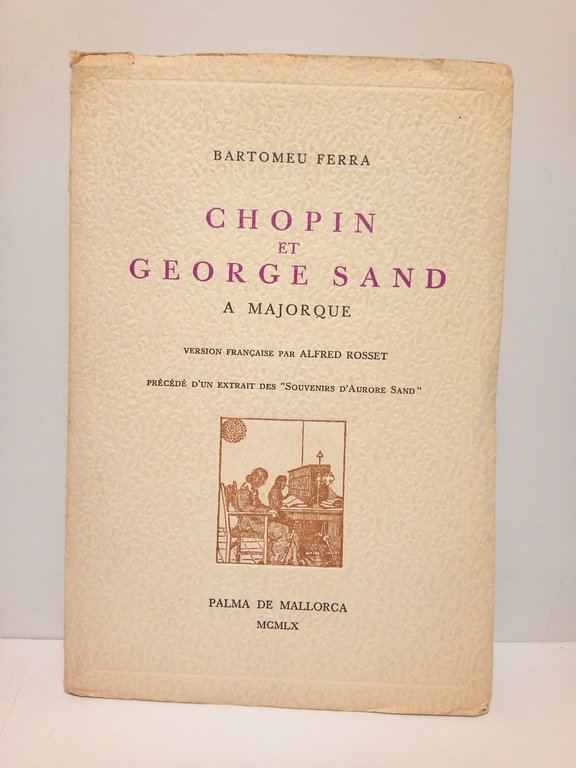 BARTOMEU FERRA
CHOPIN
ET
GEORGE SAND
A MAJORQUE
VERSION FRANÇAISE PAR ALFRED ROSSET
PRÉCÉDÉ D'UN EXTRAIT DES "SOUVENIRS D'AURORE SAND"
PALMA DE MALLORCA
MCMLX